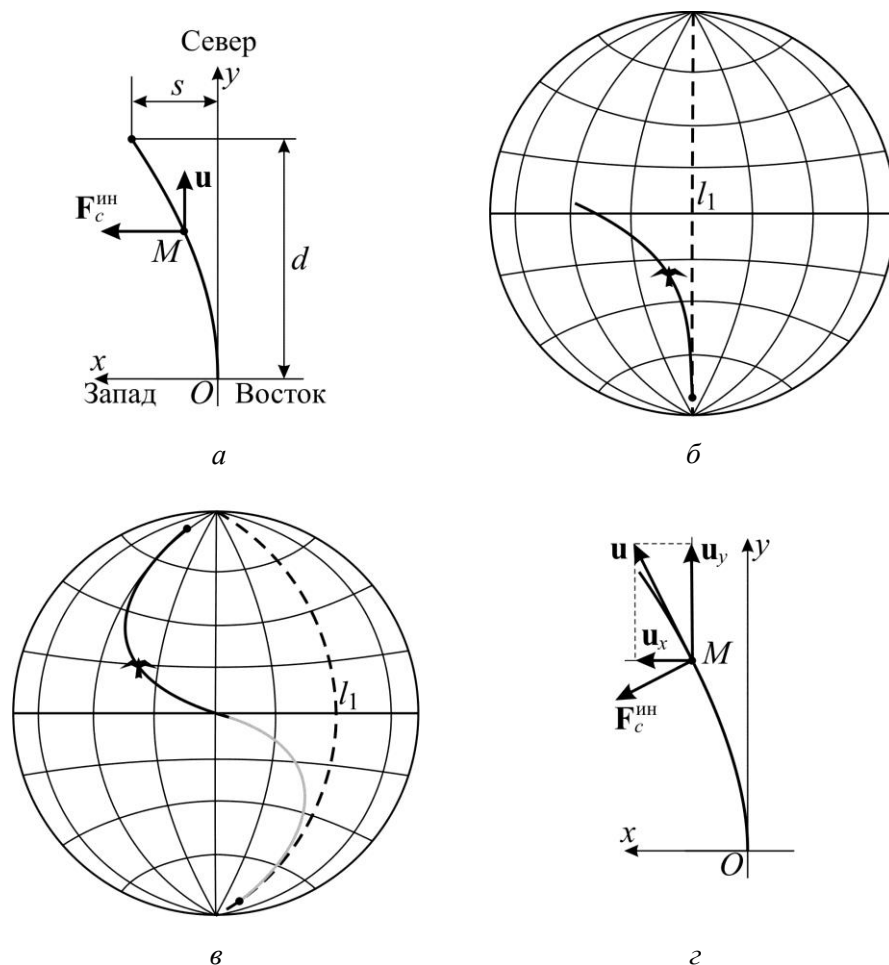 Север
y
s
u
F_c^ин
M
d
x
Запад
O
Восток
а
l₁
б
l₁
в
u
u_y
y
u_x
M
F_c^ин
x
O
г